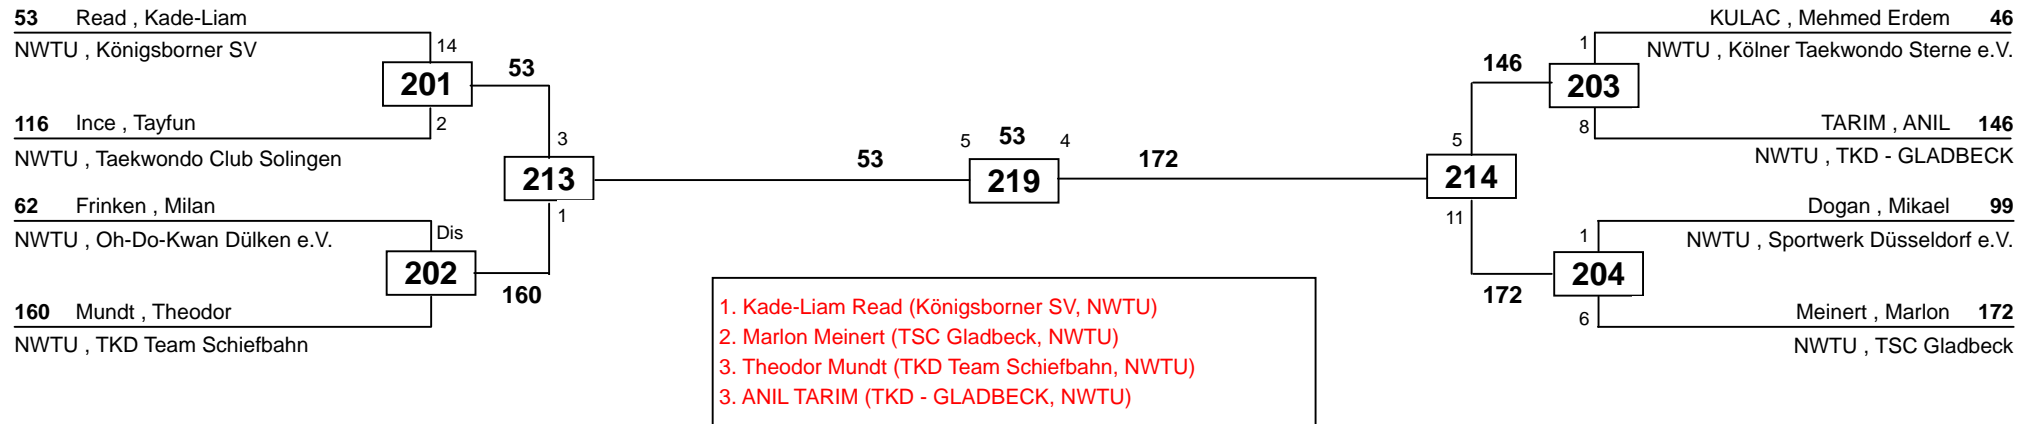 53 Read , Kade-Liam
NWTU , Königsborner SV
14
201
53
2
116 Ince , Tayfun
NWTU , Taekwondo Club Solingen
3
213
1
62 Frinken , Milan
NWTU , Oh-Do-Kwan Dülken e.V.
Dis
202
160
160 Mundt , Theodor
NWTU , TKD Team Schiefbahn
53
5 53 4
219
172
KULAC , Mehmed Erdem 46
NWTU , Kölner Taekwondo Sterne e.V.
1
146
203
8
TARIM , ANIL 146
NWTU , TKD - GLADBECK
5
214
11
Dogan , Mikael 99
NWTU , Sportwerk Düsseldorf e.V.
1
204
172
6
Meinert , Marlon 172
NWTU , TSC Gladbeck
1. Kade-Liam Read (Königsborner SV, NWTU)
2. Marlon Meinert (TSC Gladbeck, NWTU)
3. Theodor Mundt (TKD Team Schiefbahn, NWTU)
3. ANIL TARIM (TKD - GLADBECK, NWTU)